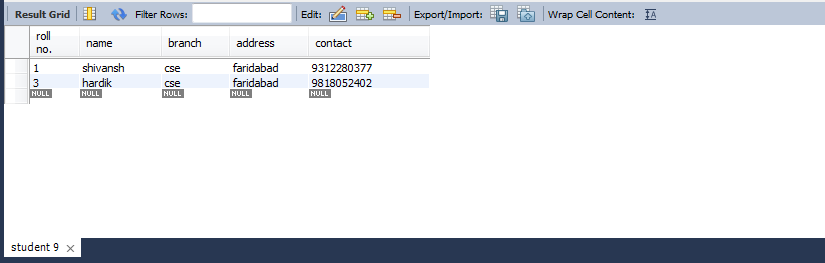 Result Grid Filter Rows: Edit: Export/Import: Wrap Cell Content:
roll no. name branch address contact
1 shivansh cse faridabad 9312280377
3 hardik cse faridabad 9818052402
NULL NULL NULL NULL NULL
student 9